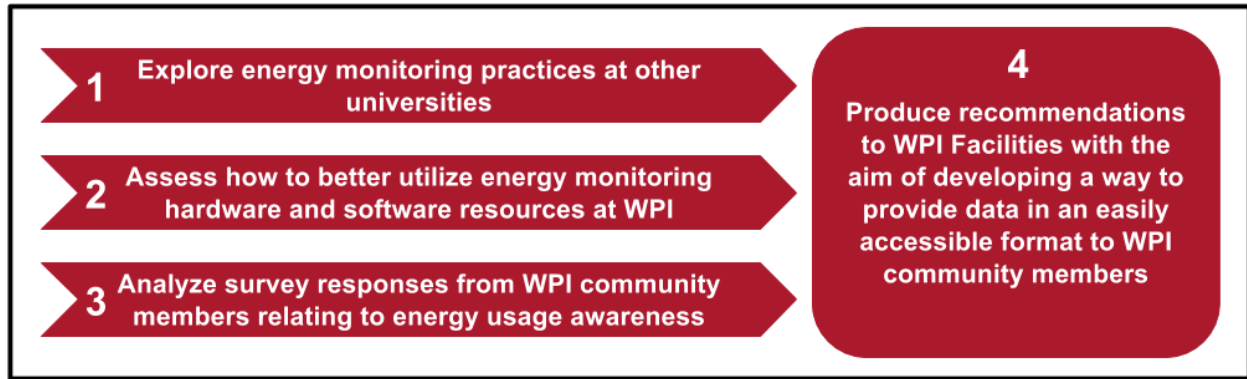 1
Explore energy monitoring practices at other
universities
2
Assess how to better utilize energy monitoring
hardware and software resources at WPI
3
Analyze survey responses from WPI community
members relating to energy usage awareness
4
Produce recommendations
to WPI Facilities with the
aim of developing a way to
provide data in an easily
accessible format to WPI
community members